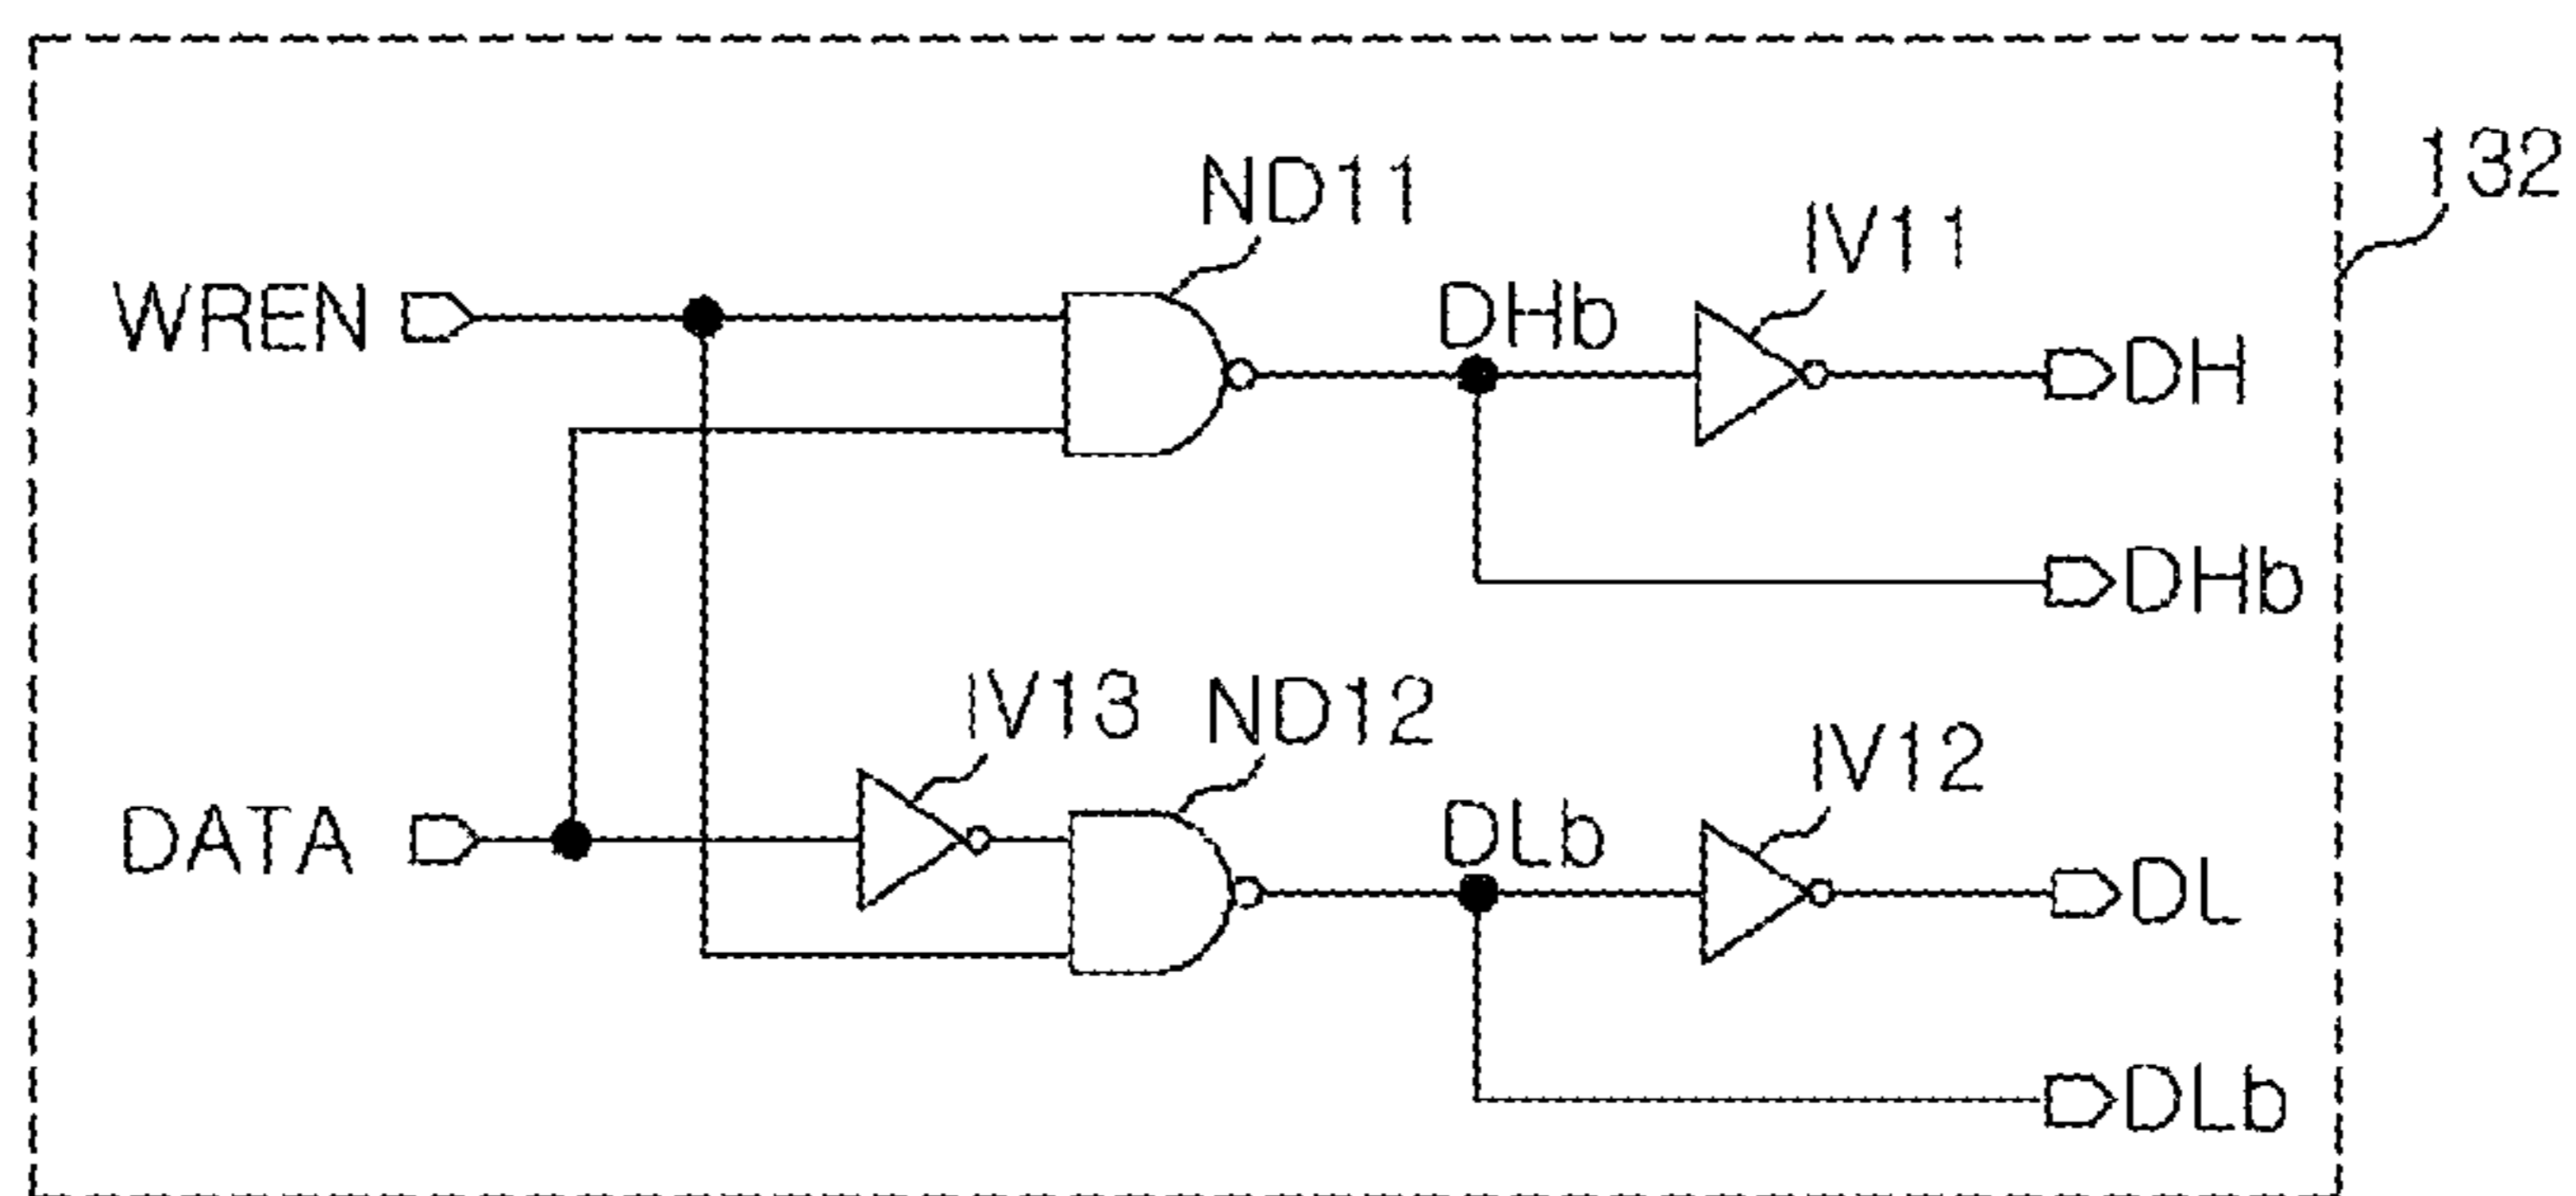 132
ND11
IV11
WREN
DHb
DH
DHb
IV13
ND12
IV12
DATA
DLb
DL
DLb